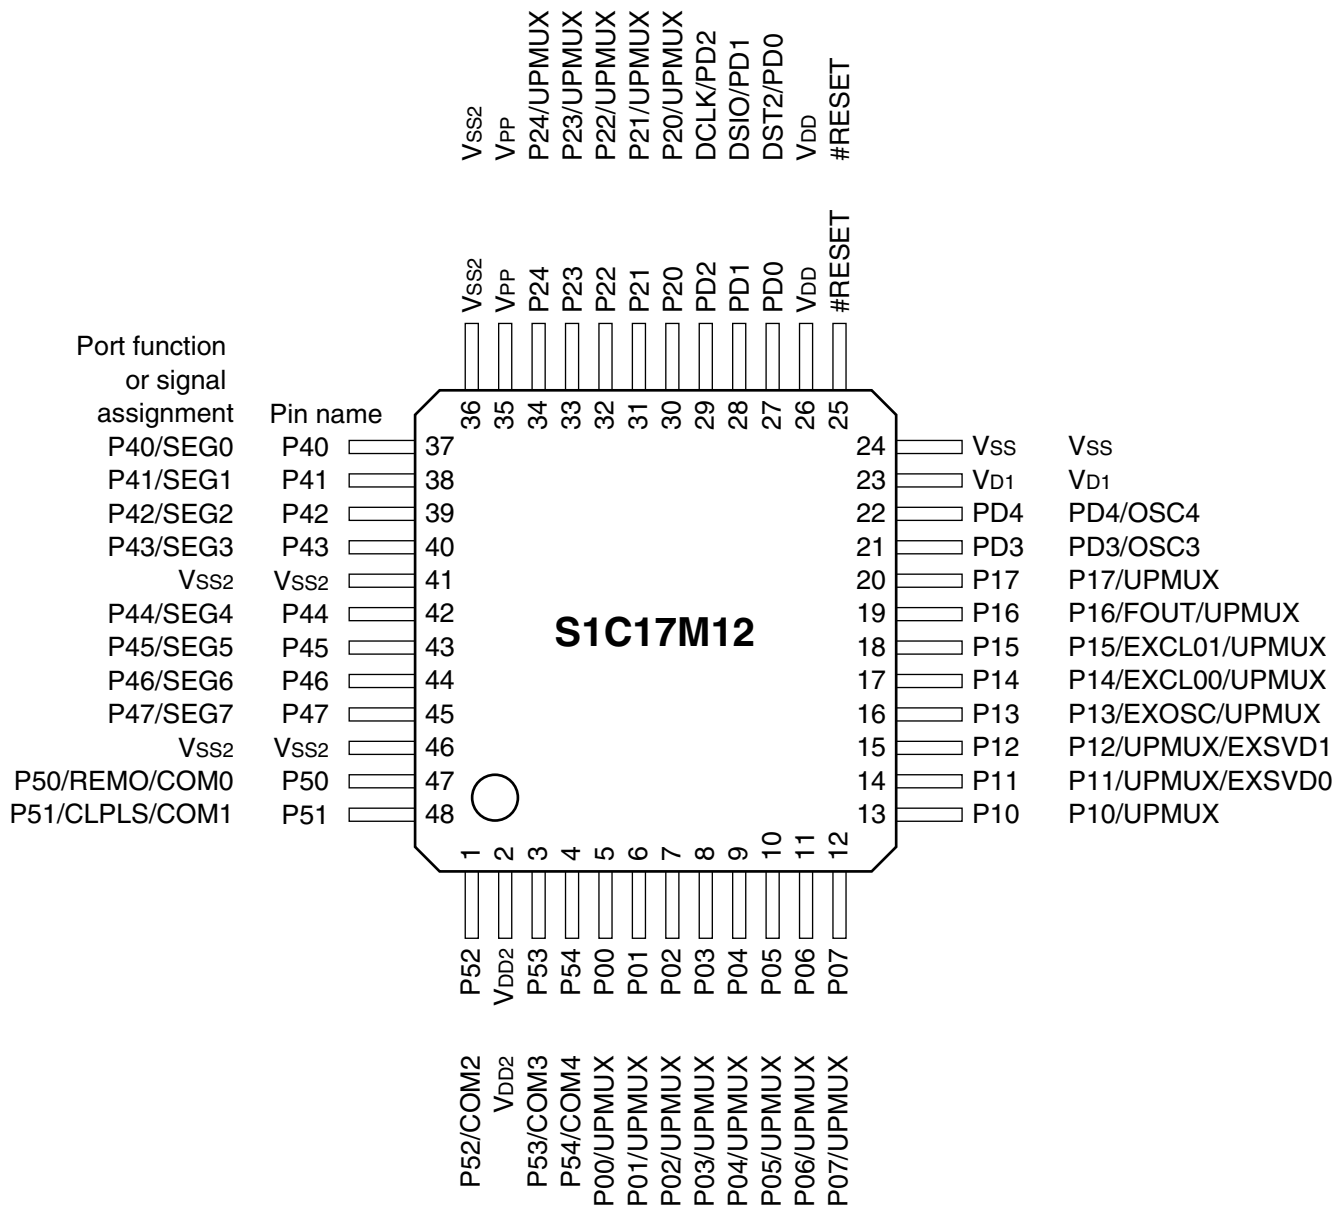 VSS2
VPP
P24/UPMUX
P23/UPMUX
P22/UPMUX
P21/UPMUX
P20/UPMUX
DCLK/PD2
DSIO/PD1
DST2/PD0
VDD
#RESET
VSS2
VPP
P24
P23
P22
P21
P20
PD2
PD1
PD0
VDD
#RESET
36
35
34
33
32
31
30
29
28
27
26
25
Port function
or signal
assignment Pin name
P40/SEG0 P40 37
P41/SEG1 P41 38
P42/SEG2 P42 39
P43/SEG3 P43 40
VSS2 VSS2 41
P44/SEG4 P44 42
P45/SEG5 P45 43
P46/SEG6 P46 44
P47/SEG7 P47 45
VSS2 VSS2 46
P50/REMO/COM0 P50 47
P51/CLPLS/COM1 P51 48
S1C17M12
24 VSS VSS
23 VD1 VD1
22 PD4 PD4/OSC4
21 PD3 PD3/OSC3
20 P17 P17/UPMUX
19 P16 P16/FOUT/UPMUX
18 P15 P15/EXCL01/UPMUX
17 P14 P14/EXCL00/UPMUX
16 P13 P13/EXOSC/UPMUX
15 P12 P12/UPMUX/EXSVD1
14 P11 P11/UPMUX/EXSVD0
13 P10 P10/UPMUX
1
2
3
4
5
6
7
8
9
10
11
12
P52
VDD2
P53
P54
P00
P01
P02
P03
P04
P05
P06
P07
P52/COM2
VDD2
P53/COM3
P54/COM4
P00/UPMUX
P01/UPMUX
P02/UPMUX
P03/UPMUX
P04/UPMUX
P05/UPMUX
P06/UPMUX
P07/UPMUX